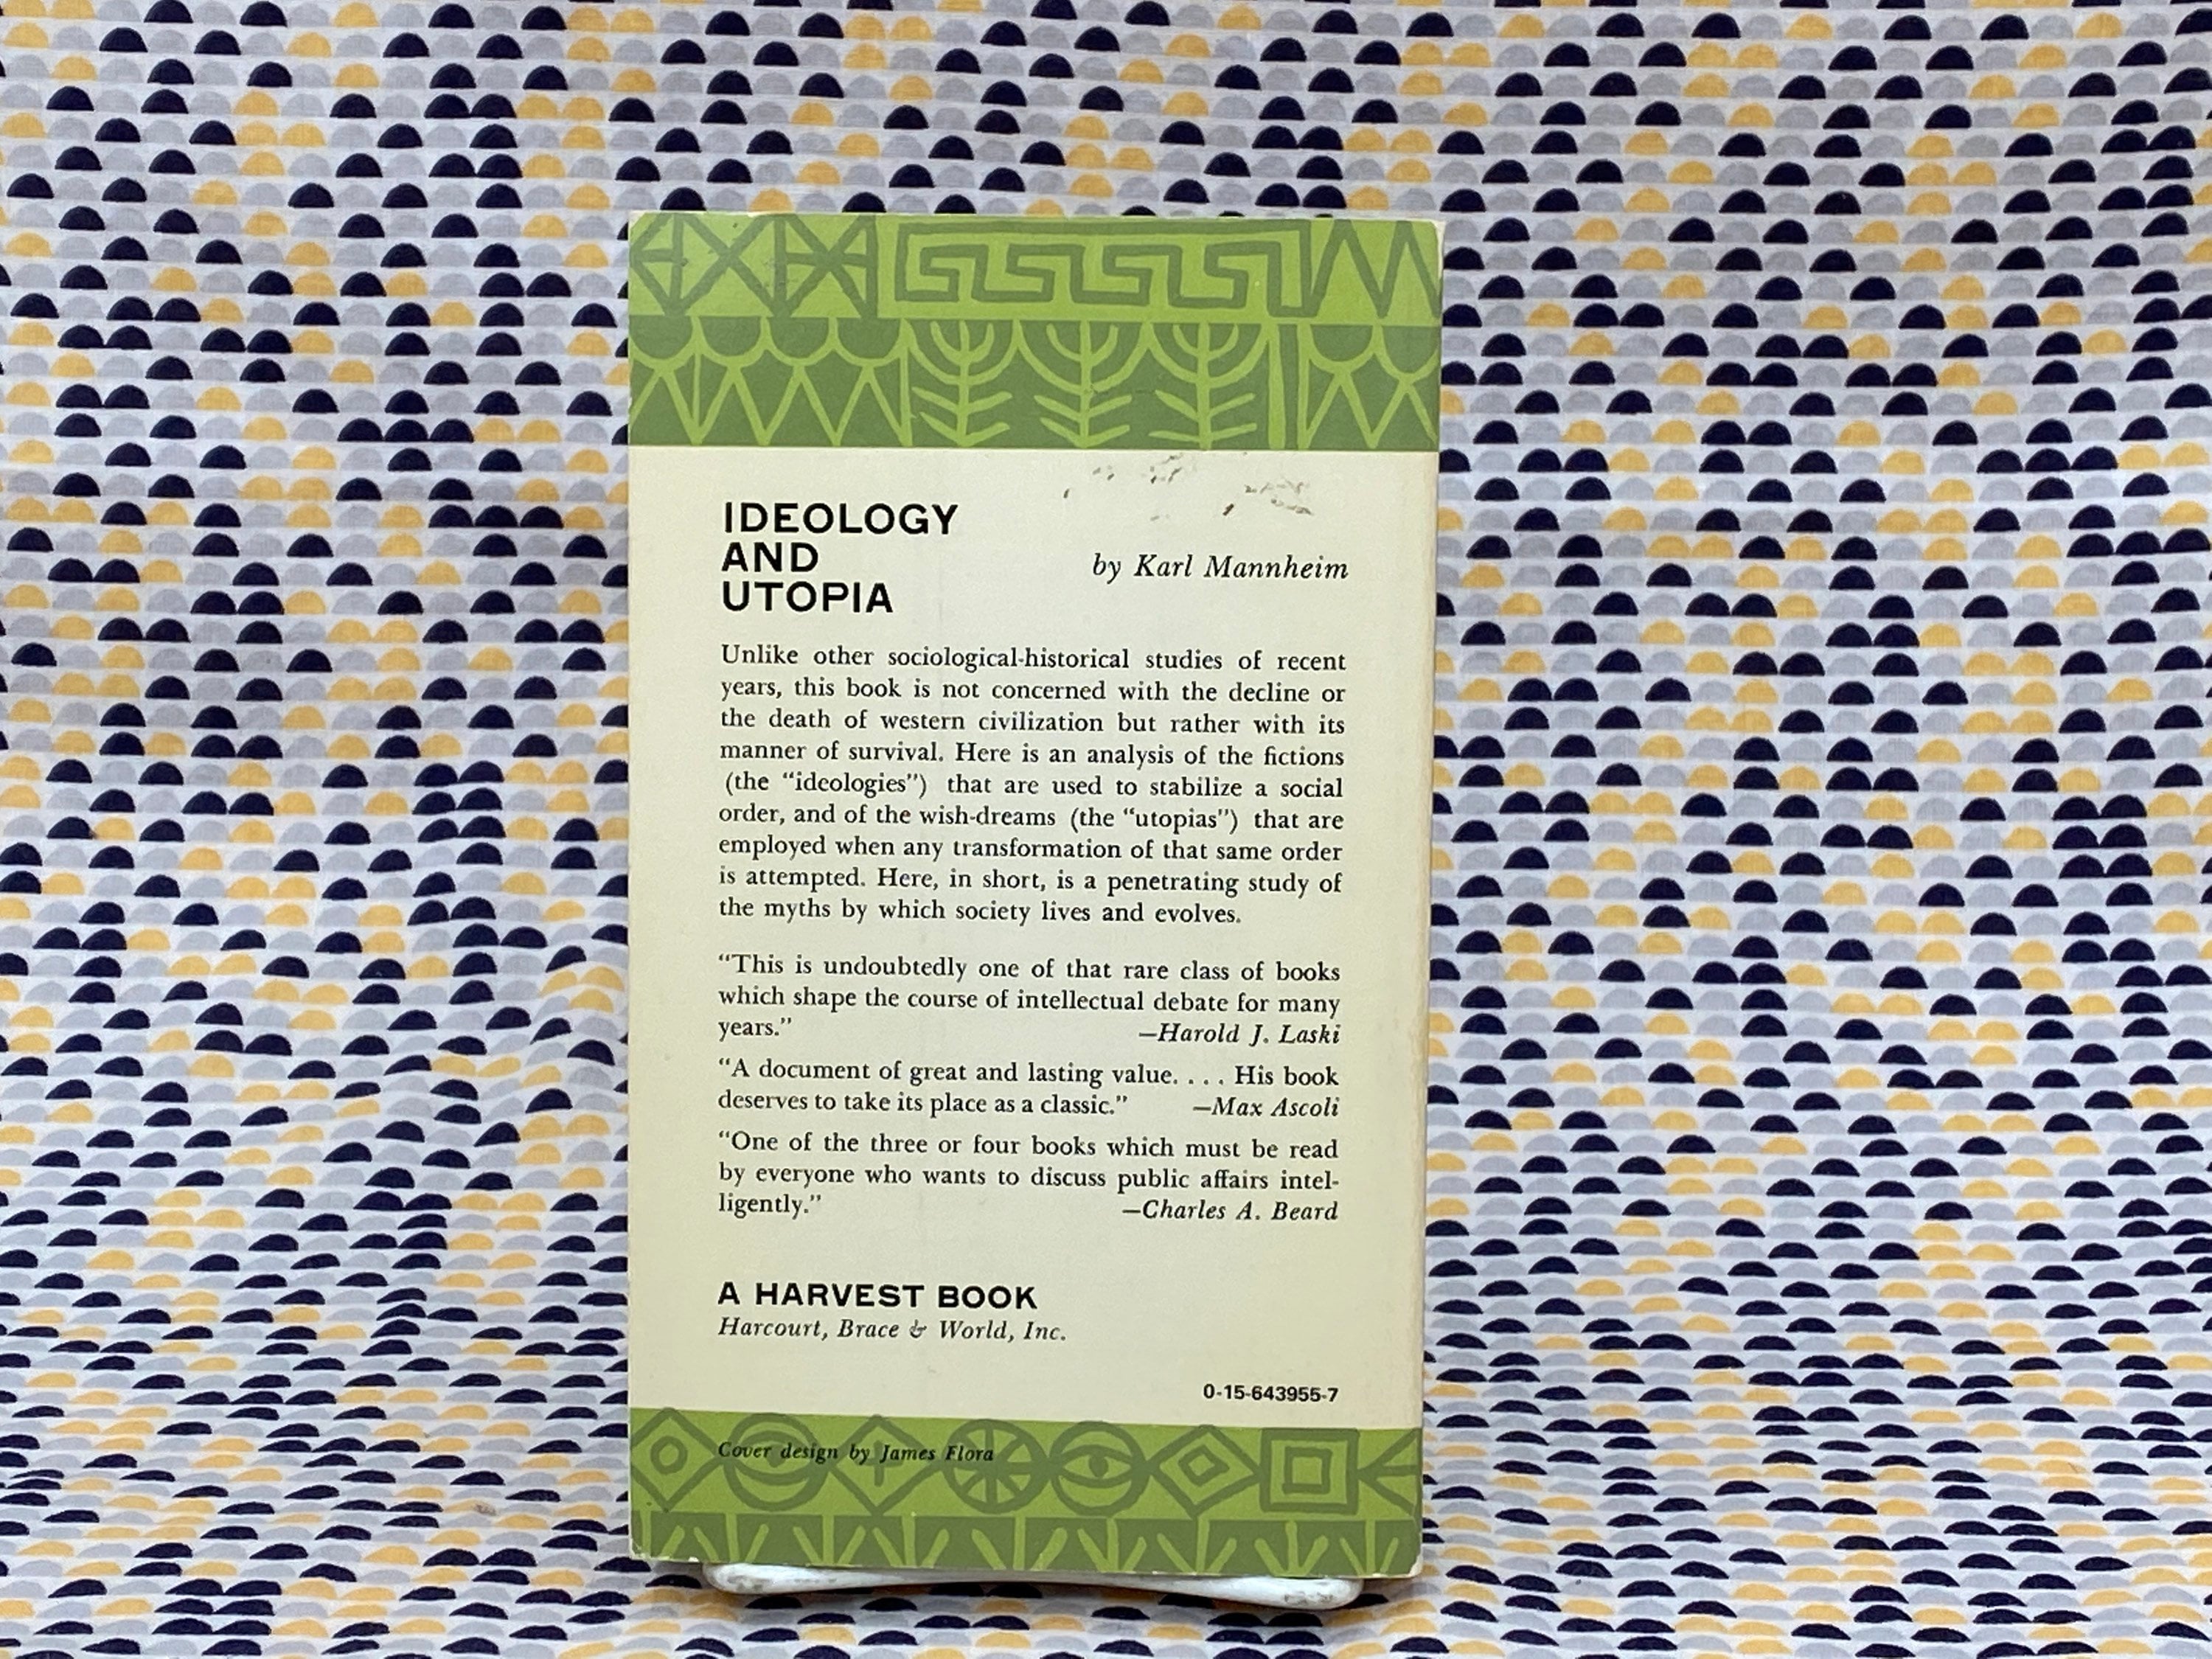 IDEOLOGY
AND
UTOPIA
by Karl Mannheim
Unlike other sociological-historical studies of recent
years, this book is not concerned with the decline or
the death of western civilization but rather with its
manner of survival. Here is an analysis of the fictions
(the “ideologies”) that are used to stabilize a social
order, and of the wish-dreams (the “utopias”) that are
employed when any transformation of that same order
is attempted. Here, in short, is a penetrating study of
the myths by which society lives and evolves.
“This is undoubtedly one of that rare class of books
which shape the course of intellectual debate for many
years.” —Harold J. Laski
“A document of great and lasting value. . . . His book
deserves to take its place as a classic.” —Max Ascoli
“One of the three or four books which must be read
by everyone who wants to discuss public affairs intel-
ligently.” —Charles A. Beard
A HARVEST BOOK
Harcourt, Brace & World, Inc.
0-15-643955-7
Cover design by James Flora